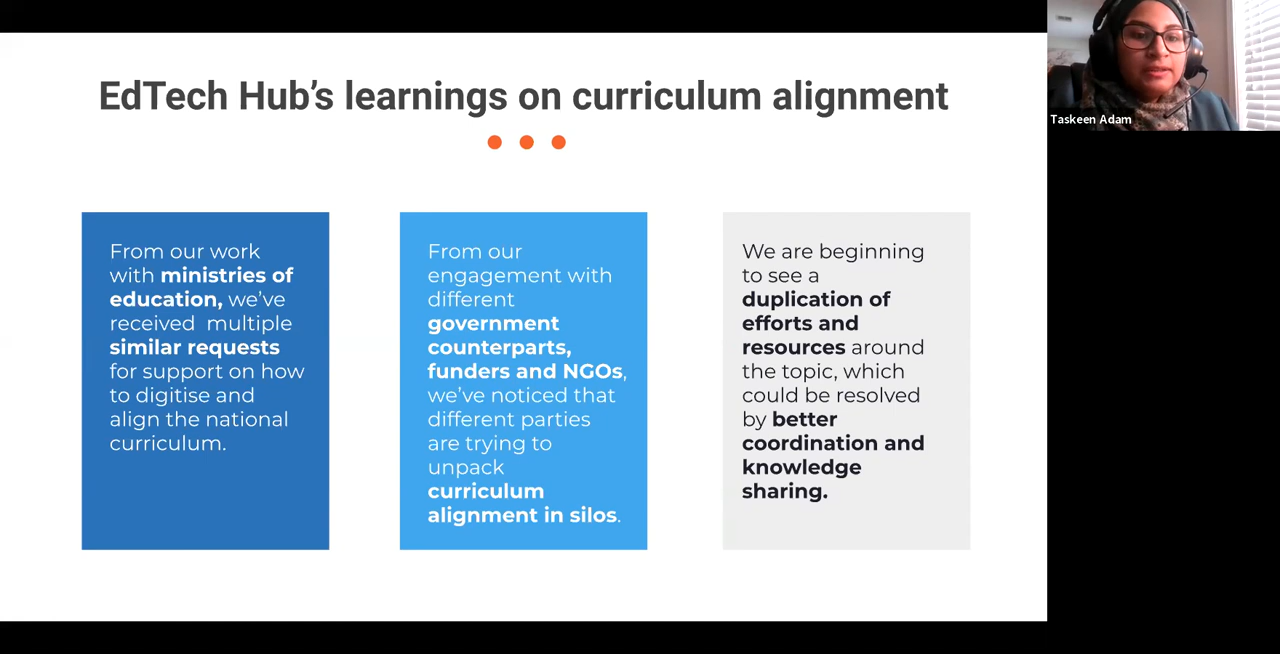 EdTech Hub's learnings on curriculum alignment
Taskeen Adam
From our work
with ministries of
education, we've
received multiple
similar requests
for support on how
to digitise and
align the national
curriculum.
From our
engagement with
different
government
counterparts,
funders and NGOs,
we've noticed that
different parties
are trying to
unpack
curriculum
alignment in silos.
We are beginning
to see a
duplication of
efforts and
resources around
the topic, which
could be resolved
by better
coordination and
knowledge
sharing.